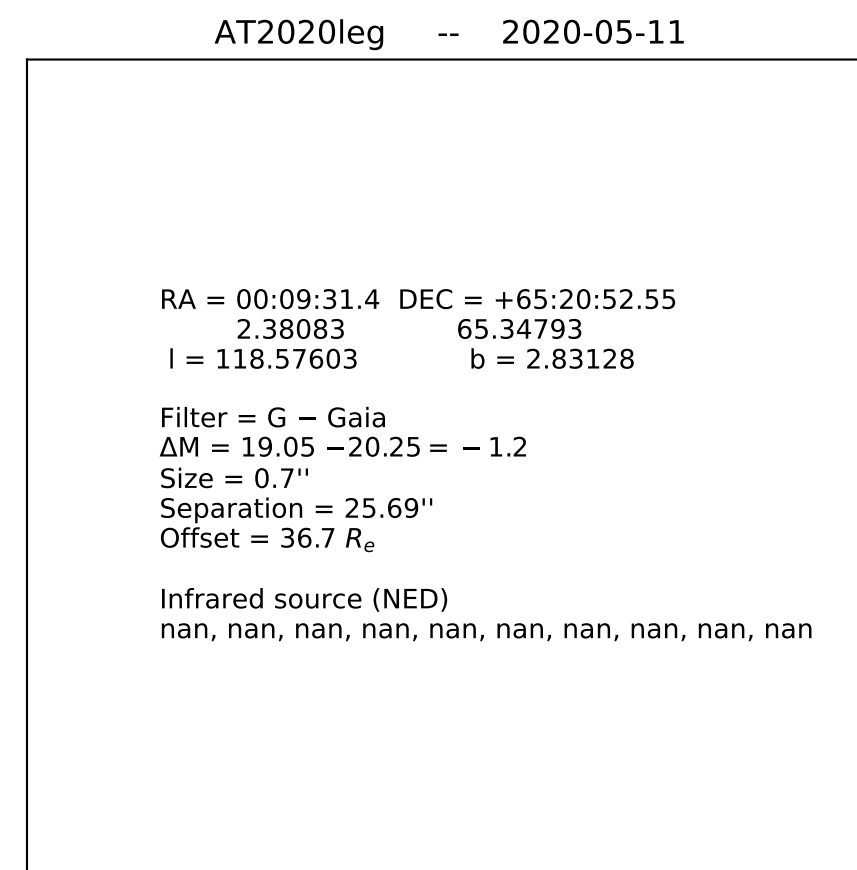 AT2020leg -- 2020-05-11
RA = 00:09:31.4 DEC = +65:20:52.55
2.38083 65.34793
l = 118.57603 b = 2.83128
Filter = G − Gaia
ΔM = 19.05 −20.25 = −1.2
Size = 0.7''
Separation = 25.69''
Offset = 36.7 Rₑ
Infrared source (NED)
nan, nan, nan, nan, nan, nan, nan, nan, nan, nan